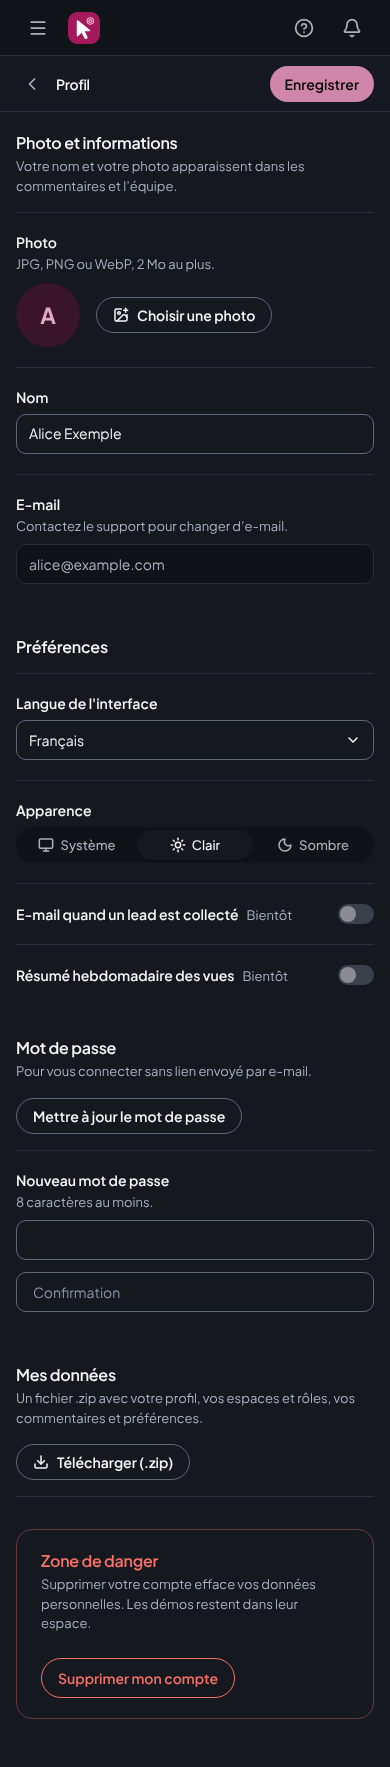 Profil
Enregistrer
Photo et informations
Votre nom et votre photo apparaissent dans les
commentaires et l'équipe.
Photo
JPG, PNG ou WebP, 2 Mo au plus.
A
Choisir une photo
Nom
Alice Exemple
E-mail
Contactez le support pour changer d'e-mail.
alice@example.com
Préférences
Langue de l'interface
Français
Apparence
Système
Clair
Sombre
E-mail quand un lead est collecté Bientôt
Résumé hebdomadaire des vues Bientôt
Mot de passe
Pour vous connecter sans lien envoyé par e-mail.
Mettre à jour le mot de passe
Nouveau mot de passe
8 caractères au moins.
Confirmation
Mes données
Un fichier .zip avec votre profil, vos espaces et rôles, vos
commentaires et préférences.
Télécharger (.zip)
Zone de danger
Supprimer votre compte efface vos données
personnelles. Les démos restent dans leur
espace.
Supprimer mon compte